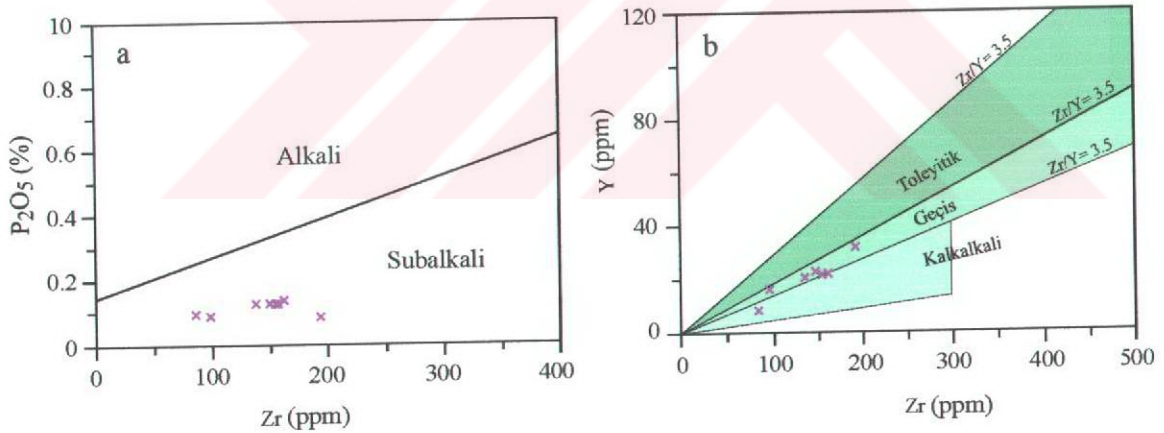 a
10
0.8
0.6
0.4
0.2
0
P2O5 (%)
Alkali
Subalkali
0 100 200 300 400
Zr (ppm)
b
120
80
40
0
Y (ppm)
Zr/Y= 3.5
Zr/Y= 3.5
Zr/Y= 3.5
Toleyitik
Geçis
Kalkalkali
0 100 200 300 400 500
Zr (ppm)